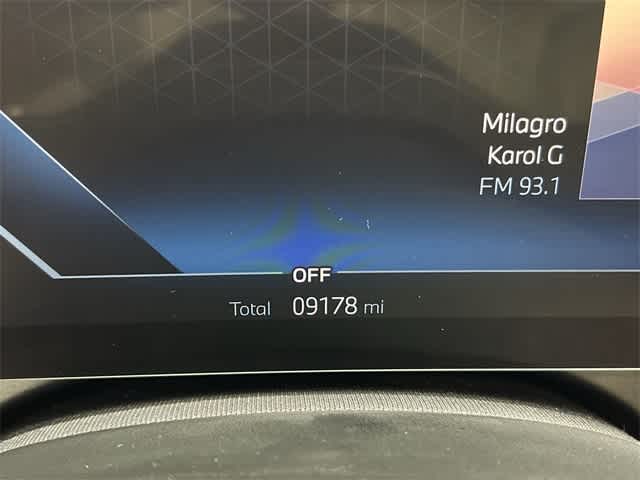 Milagro
Karol G
FM 93.1
OFF
Total 09178 mi